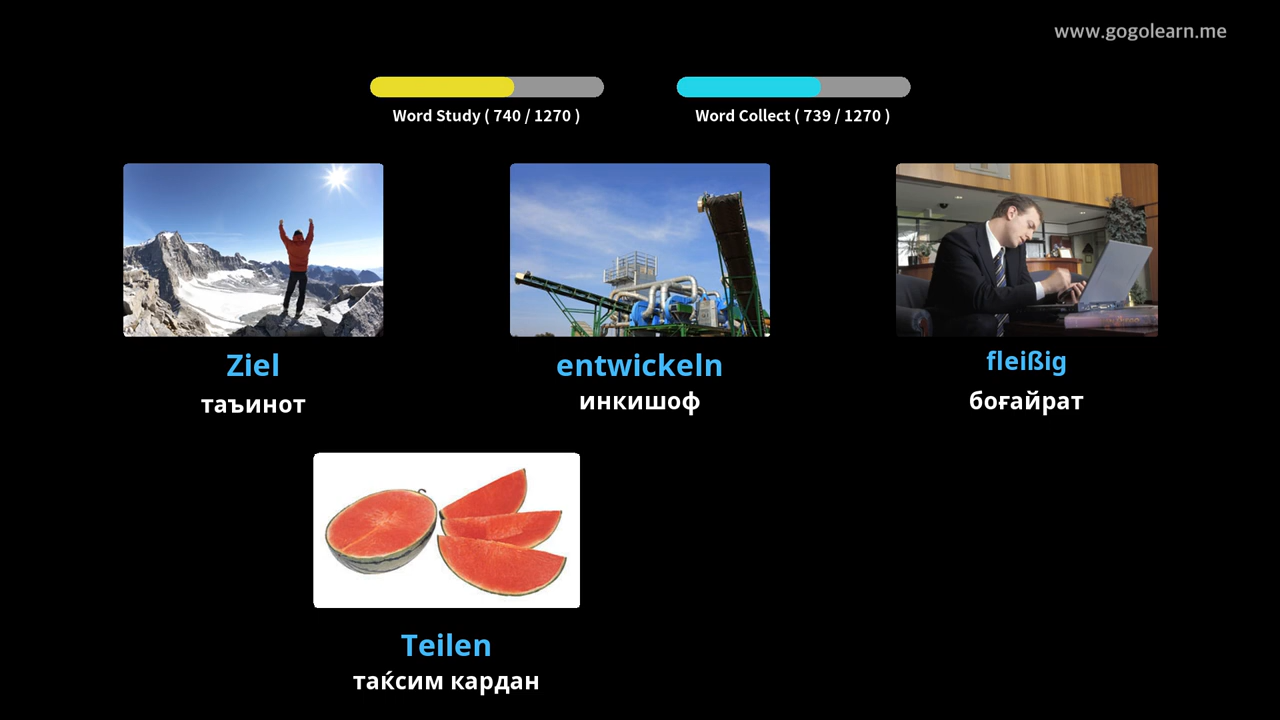 www.gogolearn.me
Word Study ( 740 / 1270 )
Word Collect ( 739 / 1270 )
Ziel
таъинот
entwickeln
инкишоф
fleißig
боғайрат
Teilen
таќсим кардан